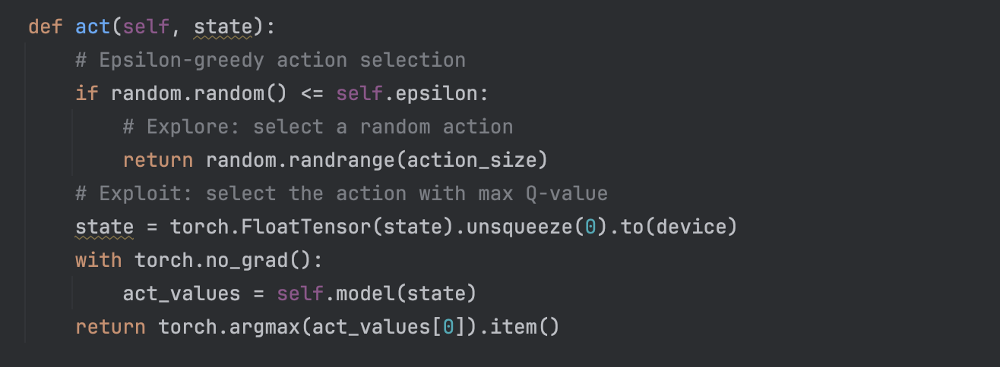 def act(self, state):
    # Epsilon-greedy action selection
    if random.random() <= self.epsilon:
        # Explore: select a random action
        return random.randrange(action_size)
    # Exploit: select the action with max Q-value
    state = torch.FloatTensor(state).unsqueeze(0).to(device)
    with torch.no_grad():
        act_values = self.model(state)
    return torch.argmax(act_values[0]).item()